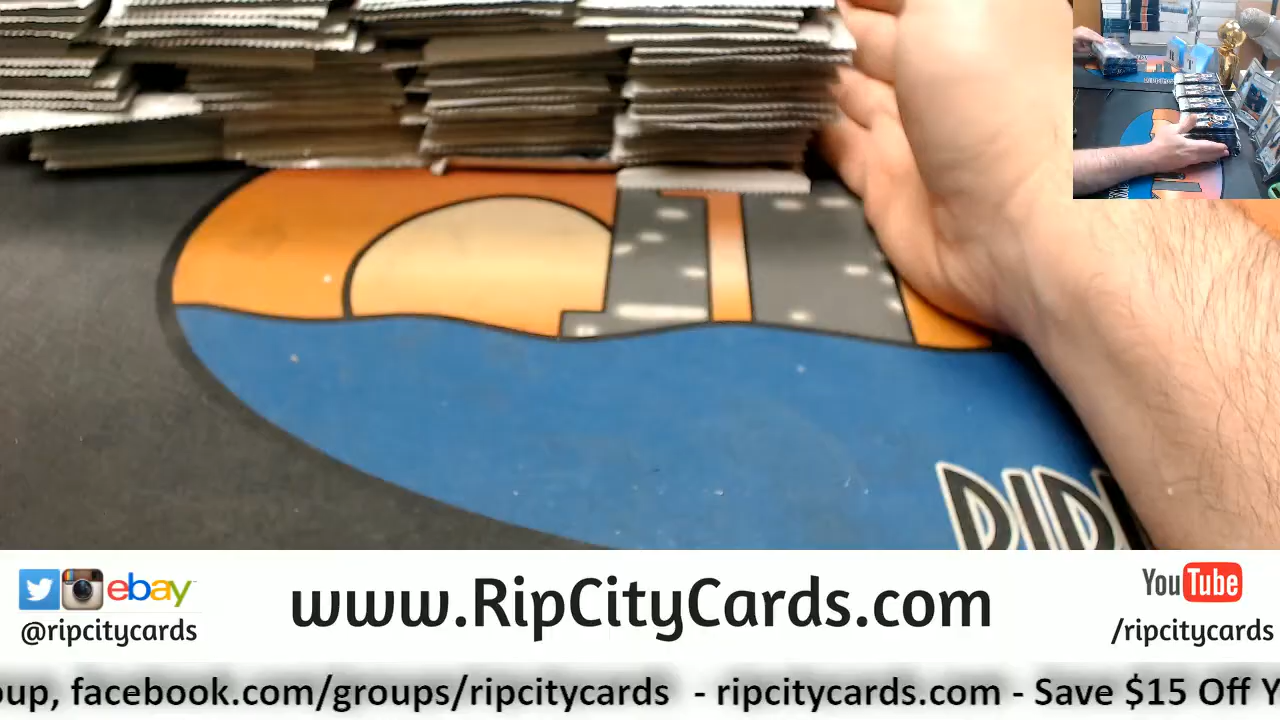 ebay
@ripcitycards
www.RipCityCards.com
YouTube
/ripcitycards
oup, facebook.com/groups/ripcitycards - ripcitycards.com - Save $15 Off Y